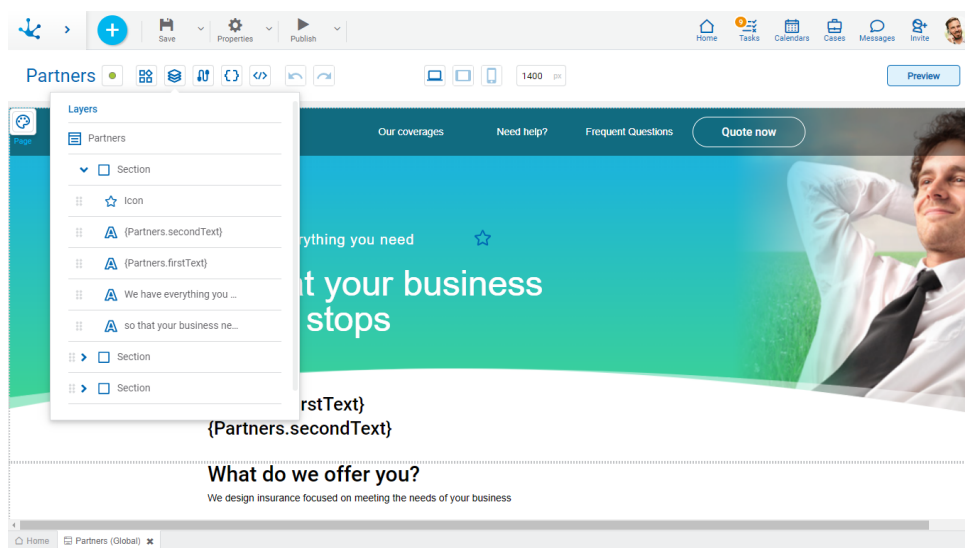 Save
Properties
Publish
Home
9
Tasks
Calendars
Cases
Messages
Invite
Partners
1400 px
Preview
Layers
Partners
Section
Icon
{Partners.secondText}
{Partners.firstText}
We have everything you ...
so that your business ne...
Section
Section
Page
Our coverages
Need help?
Frequent Questions
Quote now
rything you need
t your business
stops
rstText}
{Partners.secondText}
What do we offer you?
We design insurance focused on meeting the needs of your business
Home
Partners (Global)